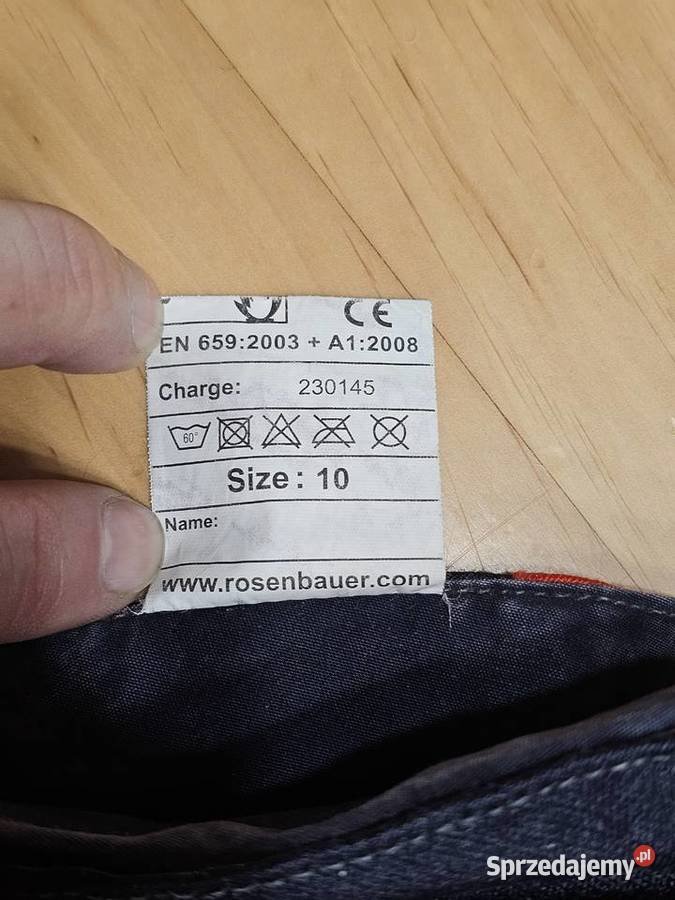 CE
EN 659:2003 + A1:2008
Charge: 230145
60°
Size: 10
Name:
www.rosenbauer.com
Sprzedajemy.pl